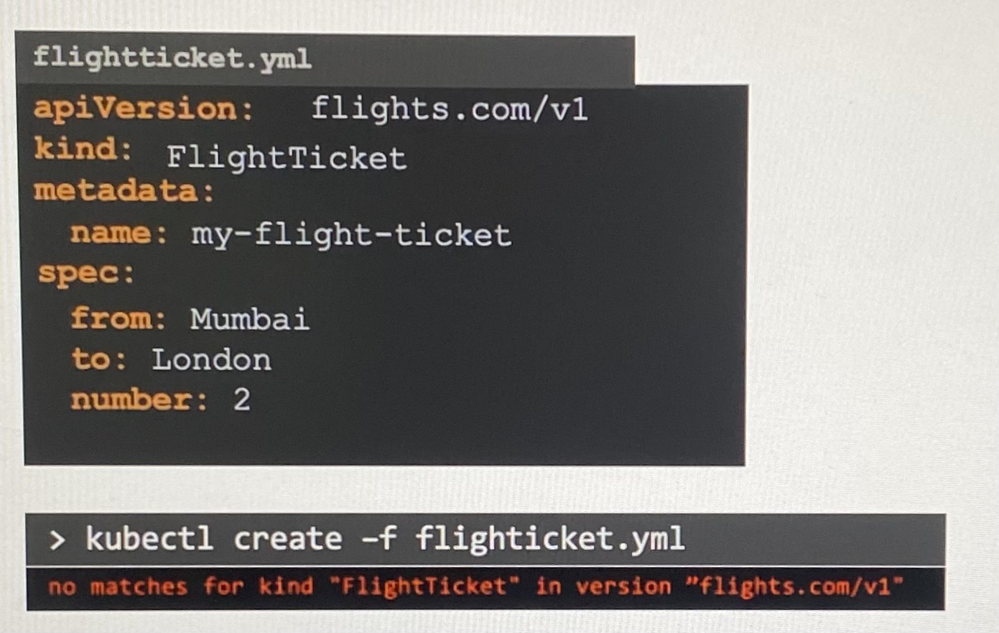 flightticket.yml
apiVersion: flights.com/v1
kind: FlightTicket
metadata:
name: my-flight-ticket
spec:
from: Mumbai
to: London
number: 2
> kubectl create –f flighticket.yml
no matches for kind "FlightTicket" in version ”flights.com/v1"